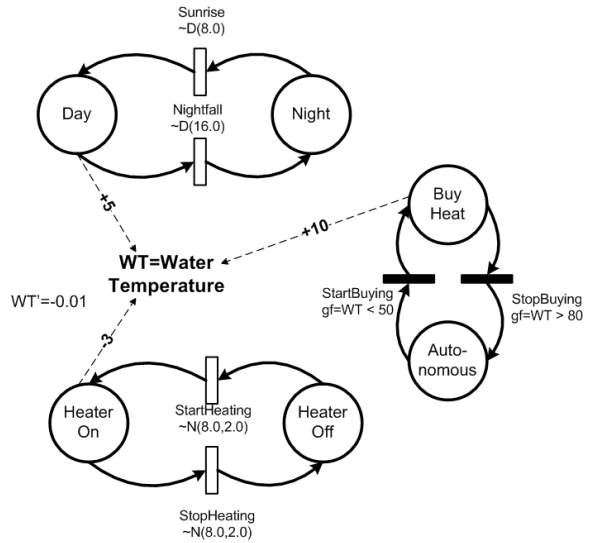 Sunrise
~D(8.0)
Day
Nightfall
~D(16.0)
Night
+5
Buy
Heat
+10
WT=Water
Temperature
WT'=-0.01
StartBuying
gf=WT < 50
StopBuying
gf=WT > 80
-3
Auto-
nomous
Heater
On
StartHeating
~N(8.0,2.0)
Heater
Off
StopHeating
~N(8.0,2.0)